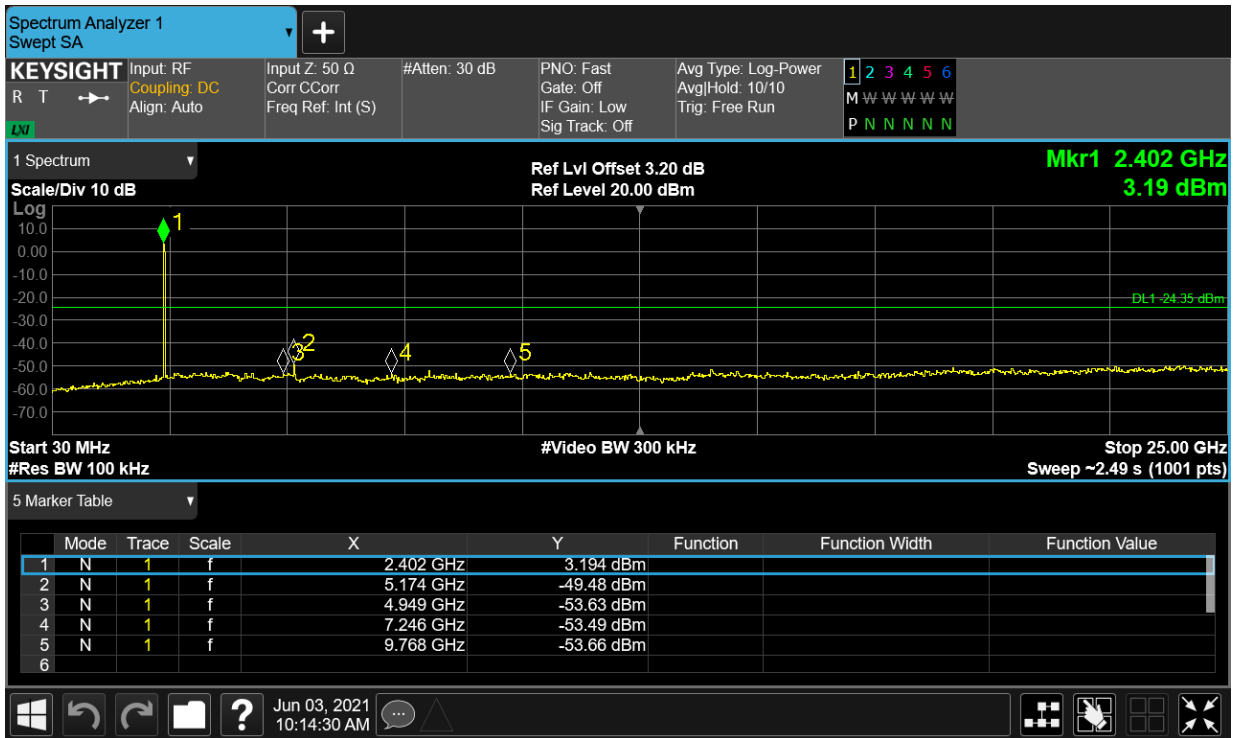 Spectrum Analyzer 1
Swept SA
KEYSIGHT
R T
LXI
Input: RF
Coupling: DC
Align: Auto
Input Z: 50 Ω
Corr CCorr
Freq Ref: Int (S)
#Atten: 30 dB
PNO: Fast
Gate: Off
IF Gain: Low
Sig Track: Off
Avg Type: Log-Power
Avg|Hold: 10/10
Trig: Free Run
1 2 3 4 5 6
M W W W W W
P N N N N N
1 Spectrum
Scale/Div 10 dB
Ref Lvl Offset 3.20 dB
Ref Level 20.00 dBm
Mkr1 2.402 GHz
3.19 dBm
Log
10.0
0.00
-10.0
-20.0
-30.0
-40.0
-50.0
-60.0
-70.0
1
2
3
4
5
DL1 -24.35 dBm
Start 30 MHz
#Res BW 100 kHz
#Video BW 300 kHz
Stop 25.00 GHz
Sweep ~2.49 s (1001 pts)
5 Marker Table
Mode Trace Scale X Y Function Function Width Function Value
1 N 1 f 2.402 GHz 3.194 dBm
2 N 1 f 5.174 GHz -49.48 dBm
3 N 1 f 4.949 GHz -53.63 dBm
4 N 1 f 7.246 GHz -53.49 dBm
5 N 1 f 9.768 GHz -53.66 dBm
6
?
Jun 03, 2021
10:14:30 AM